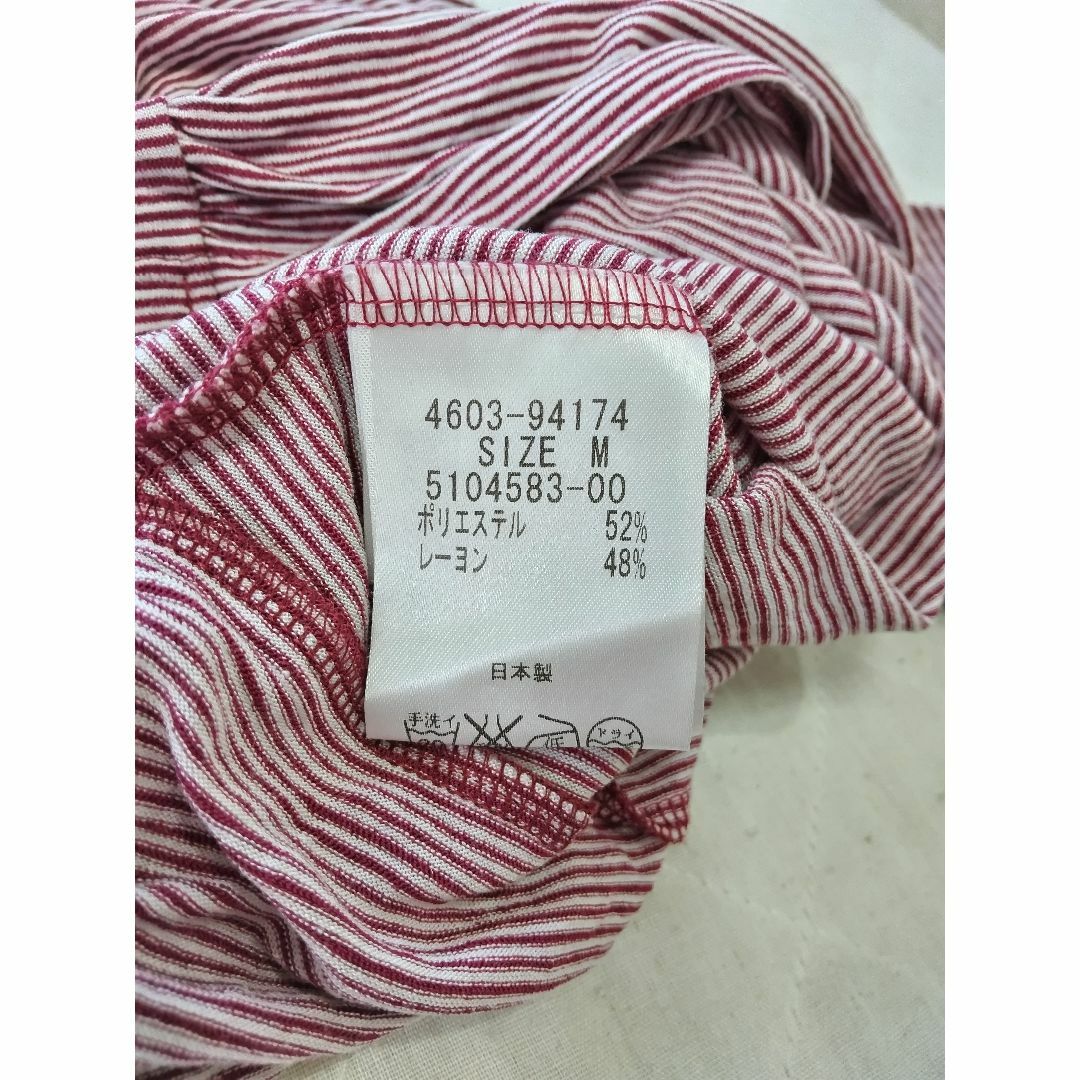 4603-94174
SIZE M
5104583-00
ポリエステル 52%
レーヨン 48%
日本製
手洗イ 低 ドライ